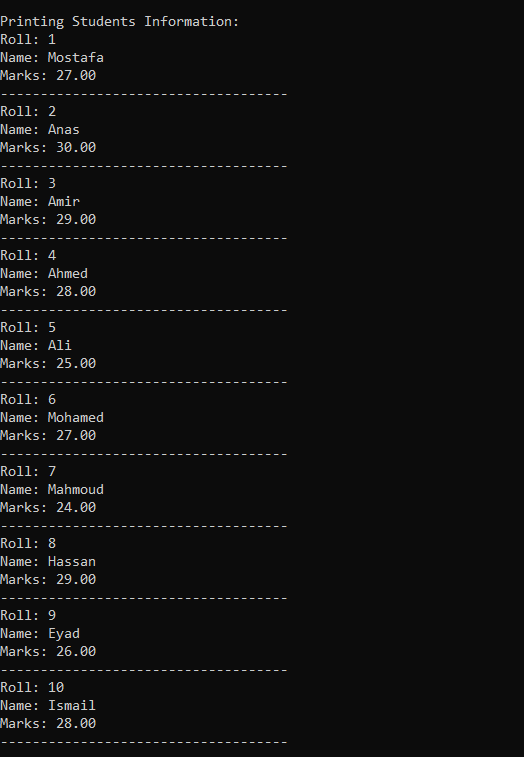 Printing Students Information:
Roll: 1
Name: Mostafa
Marks: 27.00
------------------------------------
Roll: 2
Name: Anas
Marks: 30.00
------------------------------------
Roll: 3
Name: Amir
Marks: 29.00
------------------------------------
Roll: 4
Name: Ahmed
Marks: 28.00
------------------------------------
Roll: 5
Name: Ali
Marks: 25.00
------------------------------------
Roll: 6
Name: Mohamed
Marks: 27.00
------------------------------------
Roll: 7
Name: Mahmoud
Marks: 24.00
------------------------------------
Roll: 8
Name: Hassan
Marks: 29.00
------------------------------------
Roll: 9
Name: Eyad
Marks: 26.00
------------------------------------
Roll: 10
Name: Ismail
Marks: 28.00
------------------------------------